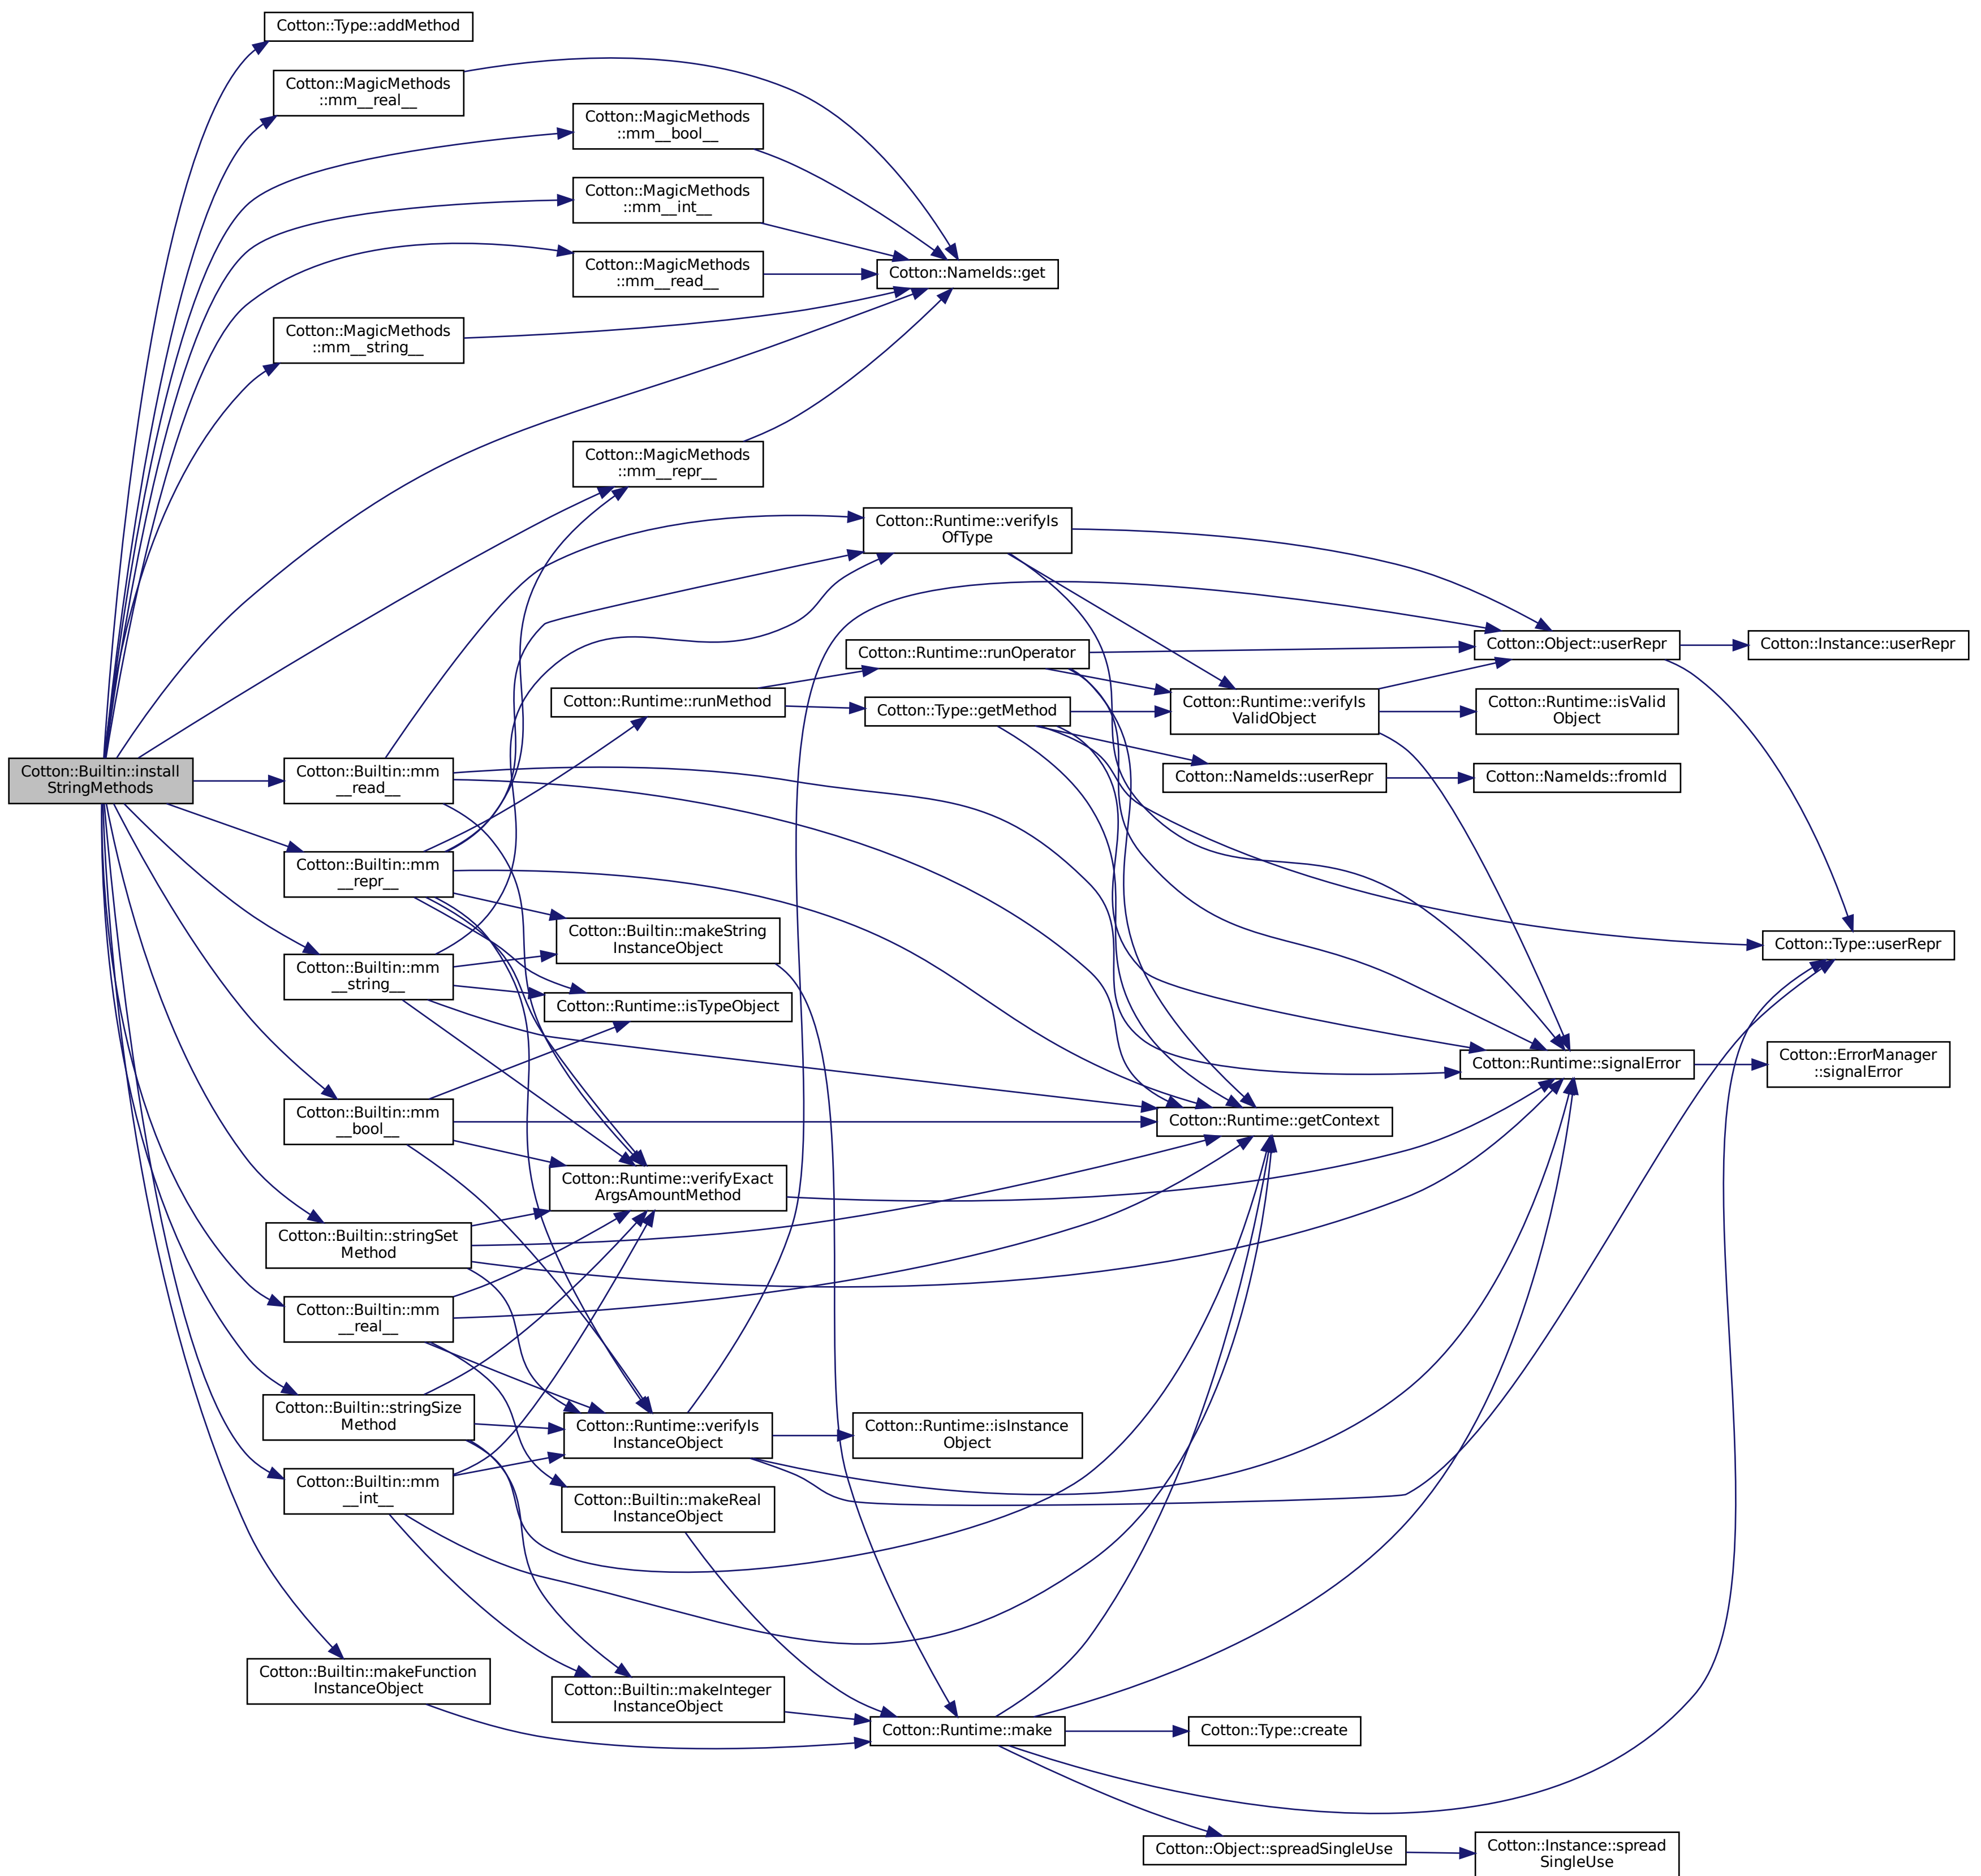 Cotton::Type::addMethod
Cotton::MagicMethods
::mm__real__
Cotton::MagicMethods
::mm__bool__
Cotton::MagicMethods
::mm__int__
Cotton::MagicMethods
::mm__read__
Cotton::NameIds::get
Cotton::MagicMethods
::mm__string__
Cotton::MagicMethods
::mm__repr__
Cotton::Runtime::verifyIs
OfType
Cotton::Runtime::runOperator
Cotton::Object::userRepr
Cotton::Instance::userRepr
Cotton::Runtime::runMethod
Cotton::Type::getMethod
Cotton::Runtime::verifyIs
ValidObject
Cotton::Runtime::isValid
Object
Cotton::Builtin::install
StringMethods
Cotton::Builtin::mm
__read__
Cotton::NameIds::userRepr
Cotton::NameIds::fromId
Cotton::Builtin::mm
__repr__
Cotton::Builtin::makeString
InstanceObject
Cotton::Type::userRepr
Cotton::Builtin::mm
__string__
Cotton::Runtime::isTypeObject
Cotton::Runtime::signalError
Cotton::ErrorManager
::signalError
Cotton::Builtin::mm
__bool__
Cotton::Runtime::getContext
Cotton::Runtime::verifyExact
ArgsAmountMethod
Cotton::Builtin::stringSet
Method
Cotton::Builtin::mm
__real__
Cotton::Builtin::stringSize
Method
Cotton::Runtime::verifyIs
InstanceObject
Cotton::Runtime::isInstance
Object
Cotton::Builtin::mm
__int__
Cotton::Builtin::makeReal
InstanceObject
Cotton::Builtin::makeFunction
InstanceObject
Cotton::Builtin::makeInteger
InstanceObject
Cotton::Runtime::make
Cotton::Type::create
Cotton::Object::spreadSingleUse
Cotton::Instance::spread
SingleUse